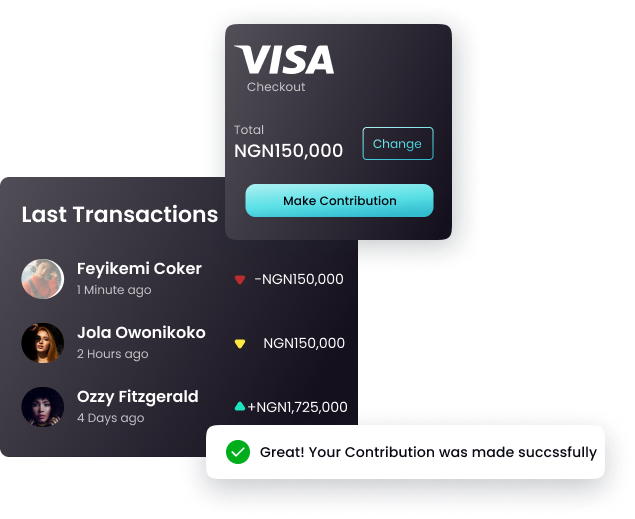 VISA
Checkout
Total
NGN150,000
Change
Make Contribution
Last Transactions
Feyikemi Coker
1 Minute ago
-NGN150,000
Jola Owonikoko
2 Hours ago
NGN150,000
Ozzy Fitzgerald
4 Days ago
+NGN1,725,000
Great! Your Contribution was made succssfully